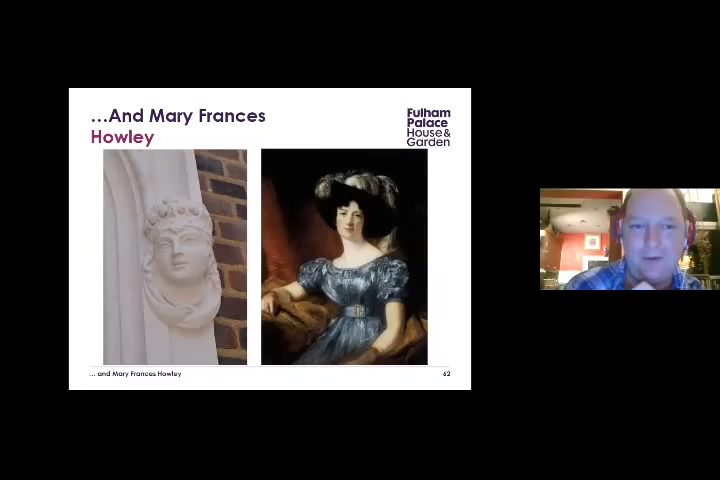 ...And Mary Frances
Howley
Fulham
Palace
House&
Garden
... and Mary Frances Howley
62